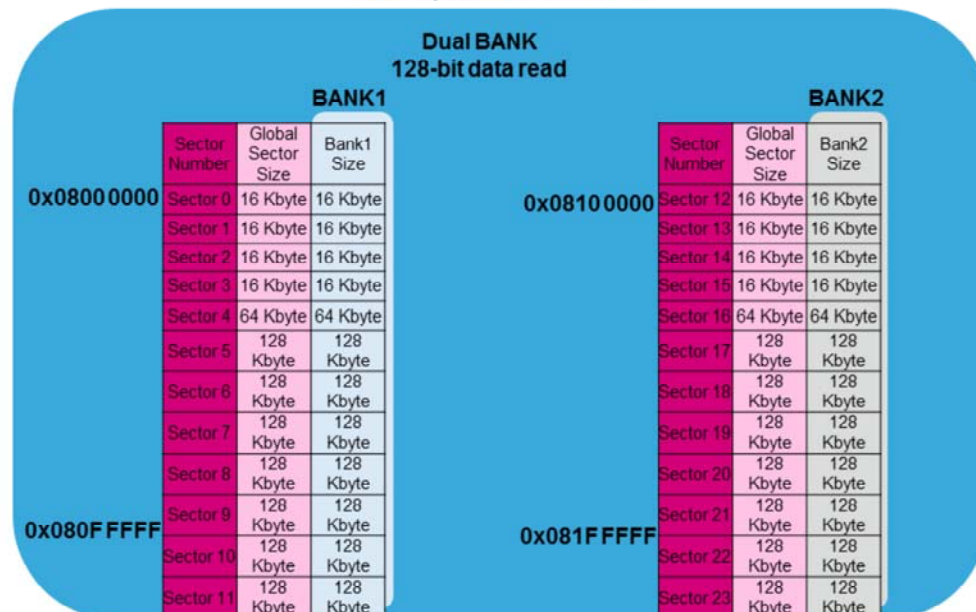 Dual BANK
128-bit data read
BANK1
Sector Number Global Sector Size Bank1 Size
0x0800 0000 Sector 0 16 Kbyte 16 Kbyte
Sector 1 16 Kbyte 16 Kbyte
Sector 2 16 Kbyte 16 Kbyte
Sector 3 16 Kbyte 16 Kbyte
Sector 4 64 Kbyte 64 Kbyte
Sector 5 128 Kbyte 128 Kbyte
Sector 6 128 Kbyte 128 Kbyte
Sector 7 128 Kbyte 128 Kbyte
Sector 8 128 Kbyte 128 Kbyte
0x080F FFFF Sector 9 128 Kbyte 128 Kbyte
Sector 10 128 Kbyte 128 Kbyte
Sector 11 128 Kbyte 128 Kbyte
BANK2
Sector Number Global Sector Size Bank2 Size
0x0810 0000 Sector 12 16 Kbyte 16 Kbyte
Sector 13 16 Kbyte 16 Kbyte
Sector 14 16 Kbyte 16 Kbyte
Sector 15 16 Kbyte 16 Kbyte
Sector 16 64 Kbyte 64 Kbyte
Sector 17 128 Kbyte 128 Kbyte
Sector 18 128 Kbyte 128 Kbyte
Sector 19 128 Kbyte 128 Kbyte
Sector 20 128 Kbyte 128 Kbyte
0x081F FFFF Sector 21 128 Kbyte 128 Kbyte
Sector 22 128 Kbyte 128 Kbyte
Sector 23 128 Kbyte 128 Kbyte